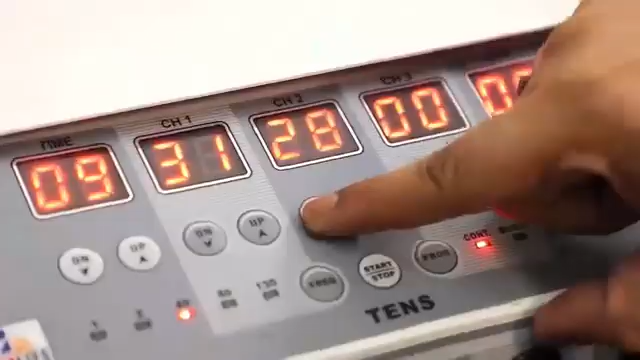 TIME CH 1 CH 2 CH 3
09 31 28 00
DN UP DN UP
FREQ START/STOP PROG CONT.
1 130
TENS